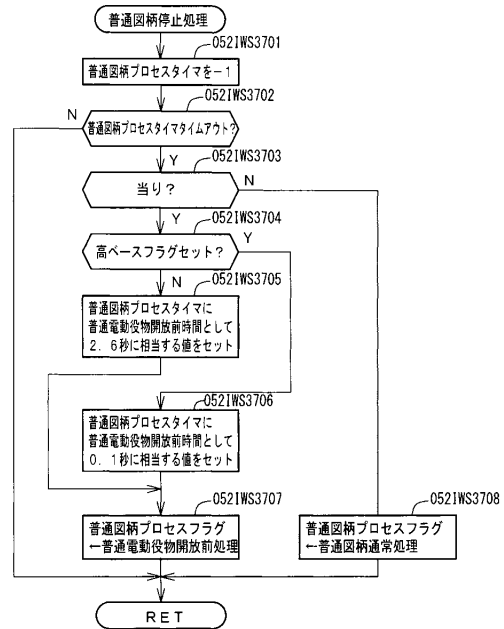 普通図柄停止処理
052IWS3701
普通図柄プロセスタイマを－1
052IWS3702
N
普通図柄プロセスタイマタイムアウト？
Y
052IWS3703
当り？
N
Y
052IWS3704
高ベースフラグセット？
Y
N
052IWS3705
普通図柄プロセスタイマに
普通電動役物開放前時間として
2．6秒に相当する値をセット
052IWS3706
普通図柄プロセスタイマに
普通電動役物開放前時間として
0．1秒に相当する値をセット
052IWS3707
普通図柄プロセスフラグ
←普通電動役物開放前処理
052IWS3708
普通図柄プロセスフラグ
←普通図柄通常処理
RET